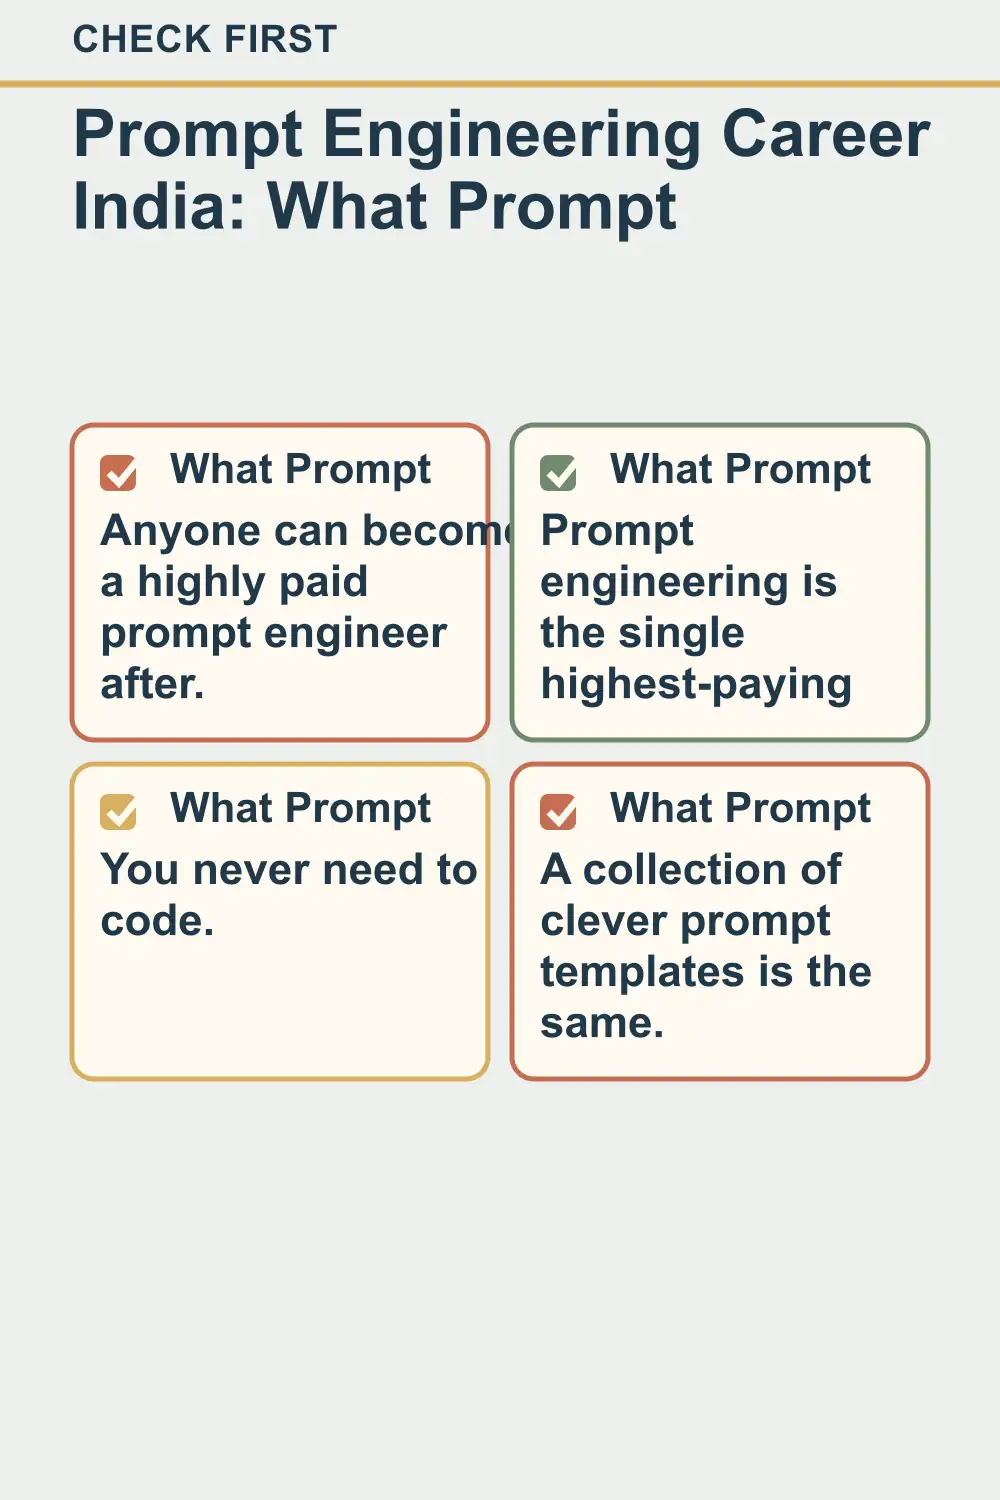 CHECK FIRST
Prompt Engineering Career
India: What Prompt
What Prompt
Anyone can become
a highly paid
prompt engineer
after.
What Prompt
Prompt
engineering is
the single
highest-paying
What Prompt
You never need to
code.
What Prompt
A collection of
clever prompt
templates is the
same.